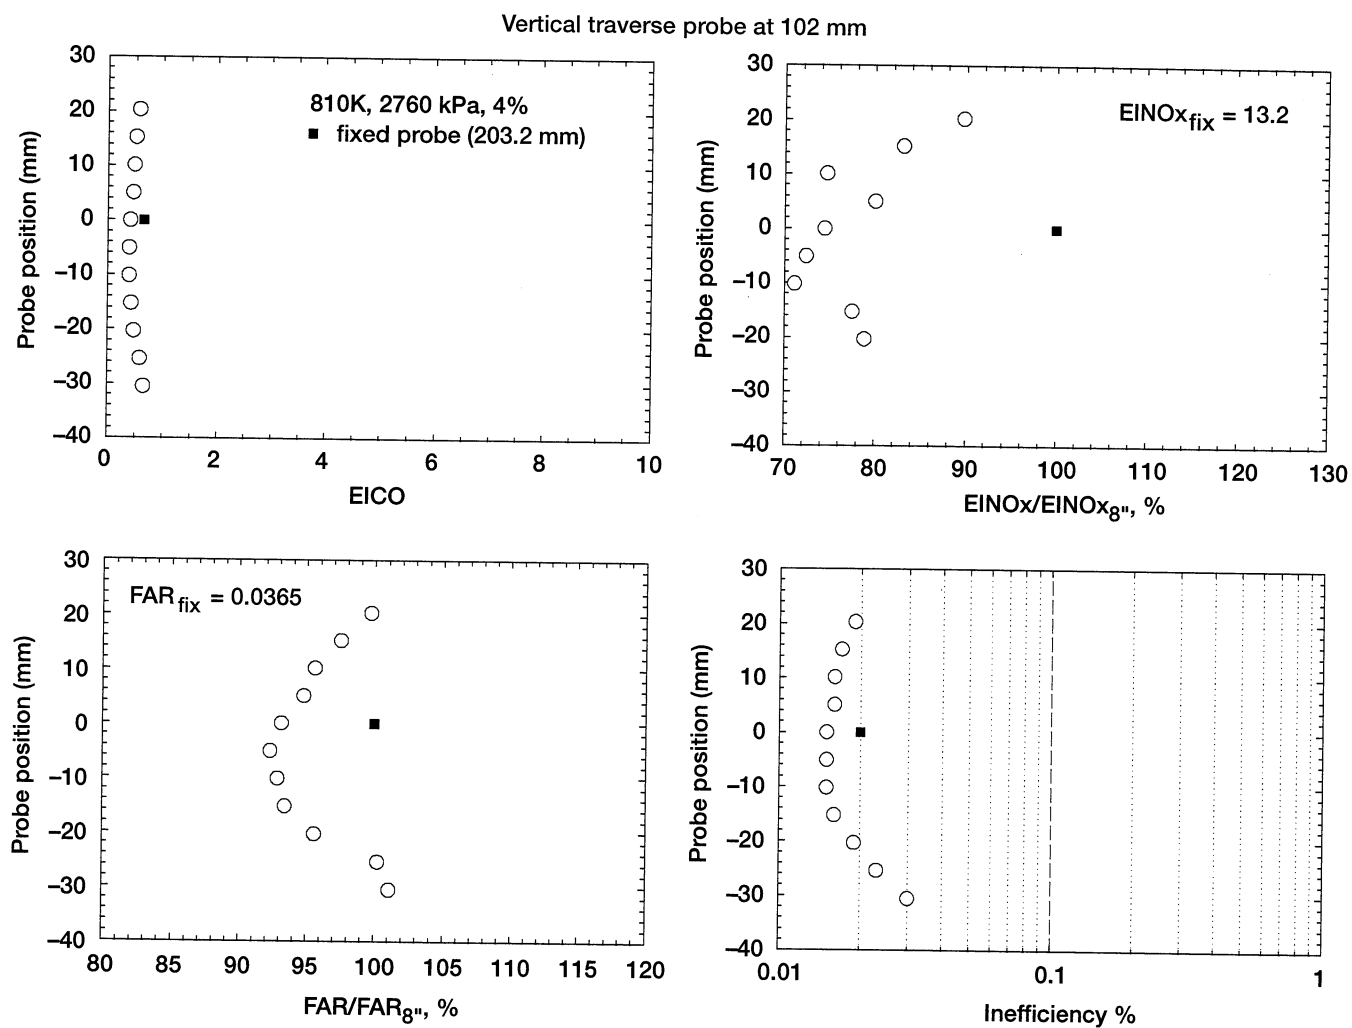 Vertical traverse probe at 102 mm
30
20
10
0
–10
–20
–30
–40
Probe position (mm)
810K, 2760 kPa, 4%
fixed probe (203.2 mm)
0 2 4 6 8 10
EICO
30
20
10
0
–10
–20
–30
–40
Probe position (mm)
EINOxfix = 13.2
70 80 90 100 110 120 130
EINOx/EINOx8", %
30
20
10
0
–10
–20
–30
–40
Probe position (mm)
FARfix = 0.0365
80 85 90 95 100 105 110 115 120
FAR/FAR8", %
30
20
10
0
–10
–20
–30
–40
Probe position (mm)
0.01 0.1 1
Inefficiency %